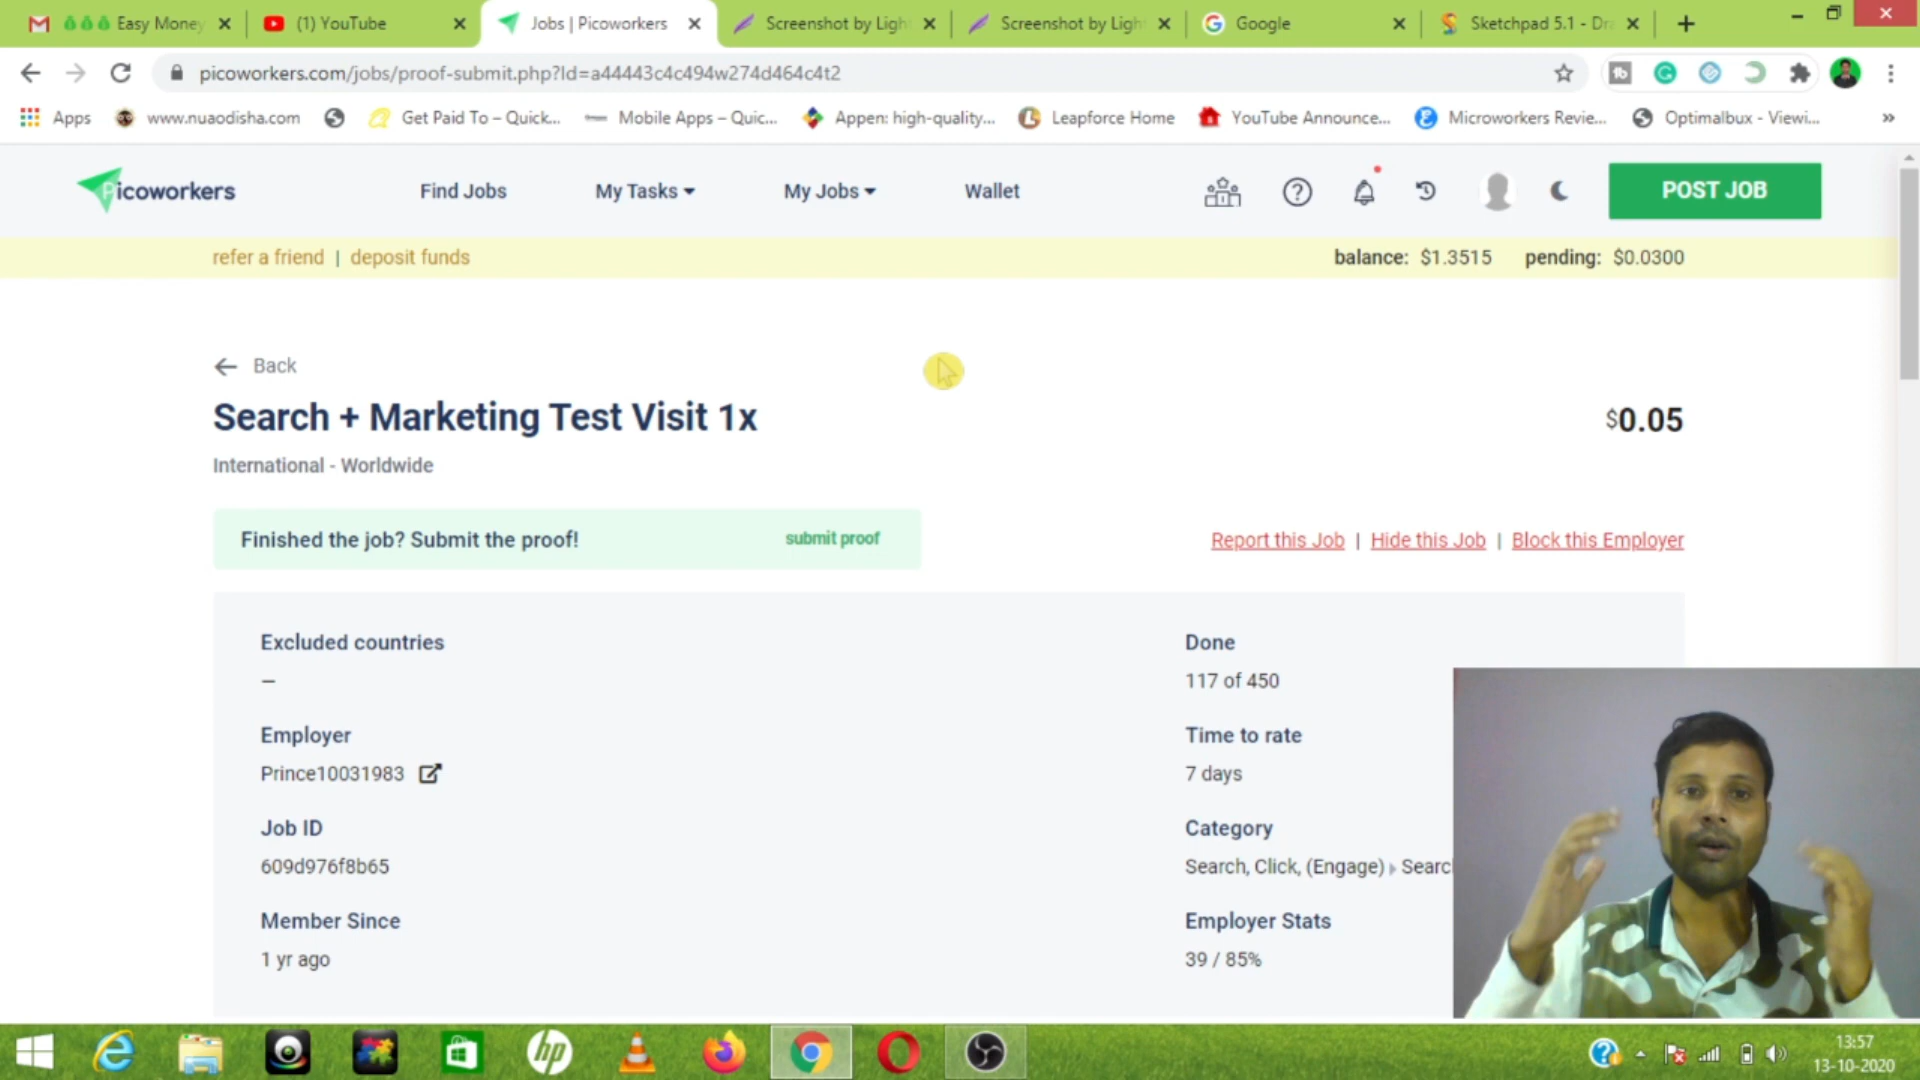 Easy Money
(1) YouTube
Jobs | Picoworkers
Screenshot by Ligh
Screenshot by Ligh
Google
Sketchpad 5.1 - Dr
picoworkers.com/jobs/proof-submit.php?Id=a44443c4c494w274d464c4t2
Apps
www.nuaodisha.com
Get Paid To – Quick...
Mobile Apps – Quic...
Appen: high-quality...
Leapforce Home
YouTube Announce...
Microworkers Revie...
Optimalbux - Viewi...
»
Picoworkers
Find Jobs
My Tasks
My Jobs
Wallet
POST JOB
refer a friend | deposit funds
balance: $1.3515 pending: $0.0300
Back
Search + Marketing Test Visit 1x
$0.05
International - Worldwide
Finished the job? Submit the proof!
submit proof
Report this Job | Hide this Job | Block this Employer
Excluded countries
Done
–
117 of 450
Employer
Time to rate
Prince10031983
7 days
Job ID
Category
609d976f8b65
Search, Click, (Engage) ▸ Searc
Member Since
Employer Stats
1 yr ago
39 / 85%
hp
13:57
13-10-2020